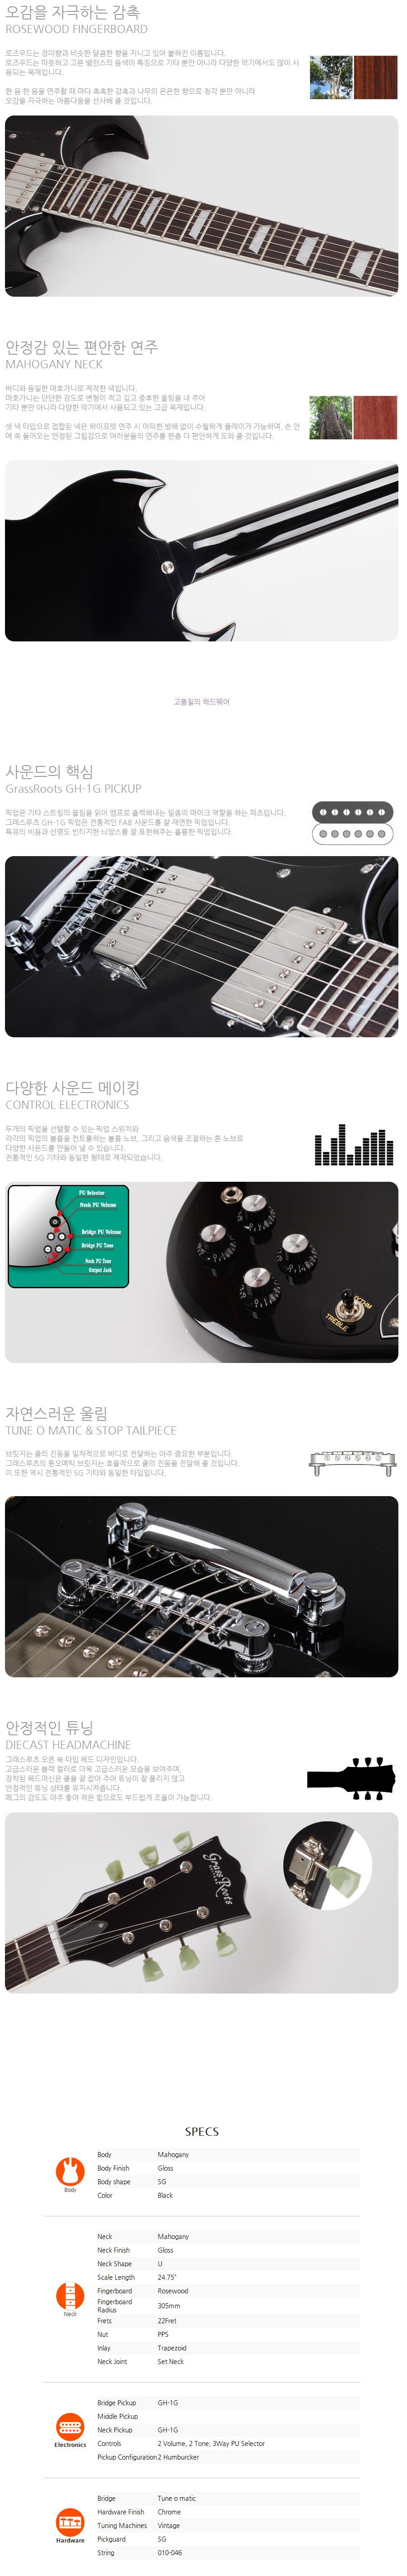 오감을 자극하는 감촉
ROSEWOOD FINGERBOARD
로즈우드는 장미향과 비슷한 달콤한 향을 지니고 있어 붙혀진 이름입니다.
로즈우드는 따뜻하고 고른 밸런스의 음색이 특징으로 기타 뿐만 아니라 다양한 악기에서도 많이 사
용되는 목재입니다.
한 음 한 음을 연주할 때 마다 촉촉한 감촉과 나무의 은은한 향으로 청각 뿐만 아니라
오감을 자극하는 아름다움을 선사해 줄 것입니다.
안정감 있는 편안한 연주
MAHOGANY NECK
바디와 동일한 마호가니로 제작한 넥입니다.
마호가니는 단단한 강도로 변형이 적고 깊고 중후한 울림을 내 주어
기타 뿐만 아니라 다양한 악기에서 사용되고 있는 고급 목재입니다.
셋 넥 타입으로 접합된 넥은 하이프렛 연주 시 어떠한 방해 없이 수월하게 플레이가 가능하며, 손 안
에 쏙 들어오는 안정된 그립감으로 여러분들의 연주를 한층 더 편안하게 도와 줄 것입니다.
고품질의 하드웨어
사운드의 핵심
GrassRoots GH-1G PICKUP
픽업은 기타 스트링의 울림을 읽어 앰프로 출력해내는 일종의 마이크 역할을 하는 파츠입니다.
그래스루츠 GH-1G 픽업은 전통적인 FAB 사운드를 잘 재연한 픽업입니다.
특유의 비음과 선명도 빈티지한 뉘앙스를 잘 표현해주는 훌륭한 픽업입니다.
다양한 사운드 메이킹
CONTROL ELECTRONICS
두개의 픽업을 선택할 수 있는 픽업 스위치와
각각의 픽업의 볼륨을 컨트롤하는 볼륨 노브, 그리고 음색을 조절하는 톤 노브로
다양한 사운드를 만들어 낼 수 있습니다.
전통적인 SG 기타와 동일한 형태로 제작되었습니다.
PU Selector
Neck PU Volume
Bridge PU Volume
Bridge PU Tone
Neck PU Tone
Output Jack
RHYTHM
TREBLE
자연스러운 울림
TUNE O MATIC & STOP TAILPIECE
브릿지는 줄의 진동을 일차적으로 바디로 전달하는 아주 중요한 부분입니다.
그래스루츠의 튠오매틱 브릿지는 효율적으로 줄의 진동을 전달해 줄 것입니다.
이 또한 역시 전통적인 SG 기타와 동일한 타입입니다.
안정적인 튜닝
DIECAST HEADMACHINE
그래스루츠 오픈 북 타입 헤드 디자인입니다.
고급스러운 블랙 컬러로 더욱 고급스러운 모습을 보여주며,
장착된 헤드머신은 줄을 잘 잡아 주어 튜닝이 잘 풀리지 않고
안정적인 튜닝 상태를 유지시켜줍니다.
페그의 감도도 아주 좋아 적은 힘으로도 부드럽게 조율이 가능합니다.
GrassRoots
SPECS
Body Mahogany
Body Finish Gloss
Body shape SG
Color Black
Body
Neck Mahogany
Neck Finish Gloss
Neck Shape U
Scale Length 24.75"
Fingerboard Rosewood
Fingerboard Radius 305mm
Frets 22Fret
Nut PPS
Inlay Trapezoid
Neck Joint Set Neck
Neck
Bridge Pickup GH-1G
Middle Pickup
Neck Pickup GH-1G
Controls 2 Volume, 2 Tone, 3Way PU Selector
Pickup Configuration 2 Humburcker
Electronics
Bridge Tune o matic
Hardware Finish Chrome
Tuning Machines Vintage
Pickguard SG
String 010-046
Hardware